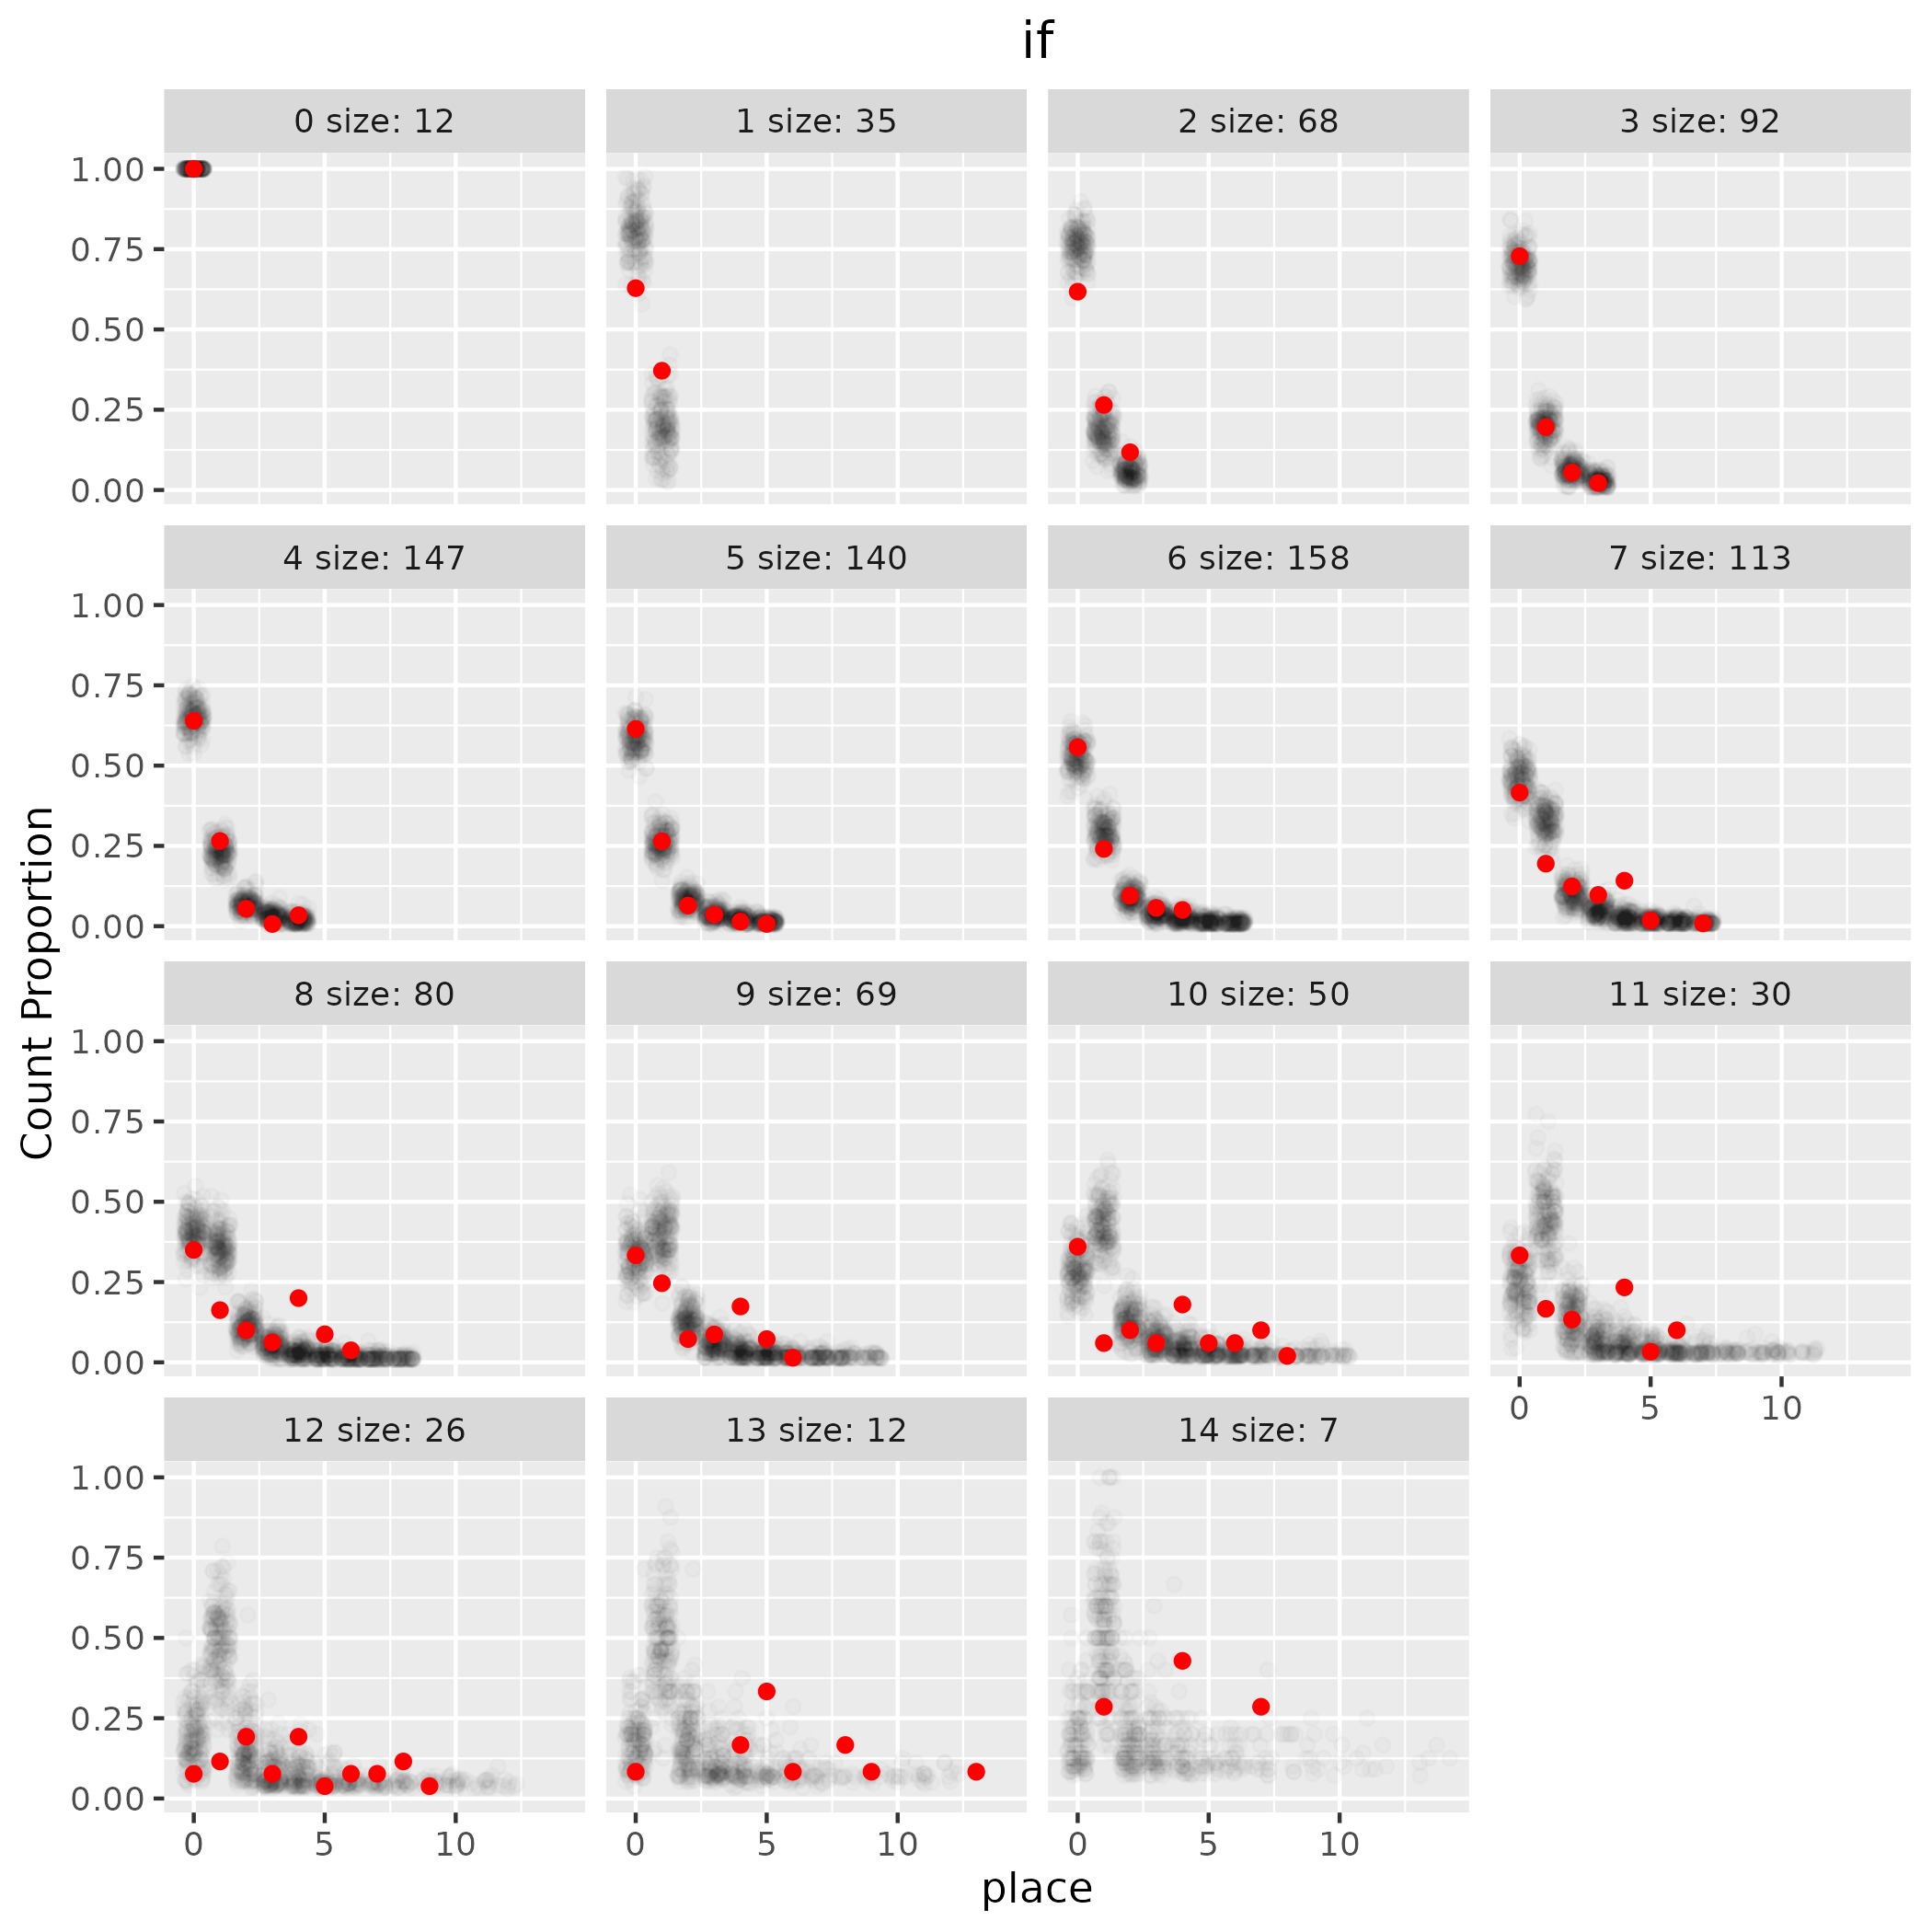 if
0 size: 12
1 size: 35
2 size: 68
3 size: 92
1.00
0.75
0.50
0.25
0.00
4 size: 147
5 size: 140
6 size: 158
7 size: 113
1.00
0.75
0.50
0.25
0.00
Count Proportion
8 size: 80
9 size: 69
10 size: 50
11 size: 30
1.00
0.75
0.50
0.25
0.00
0 5 10
12 size: 26
13 size: 12
14 size: 7
1.00
0.75
0.50
0.25
0.00
0 5 10
0 5 10
0 5 10
place